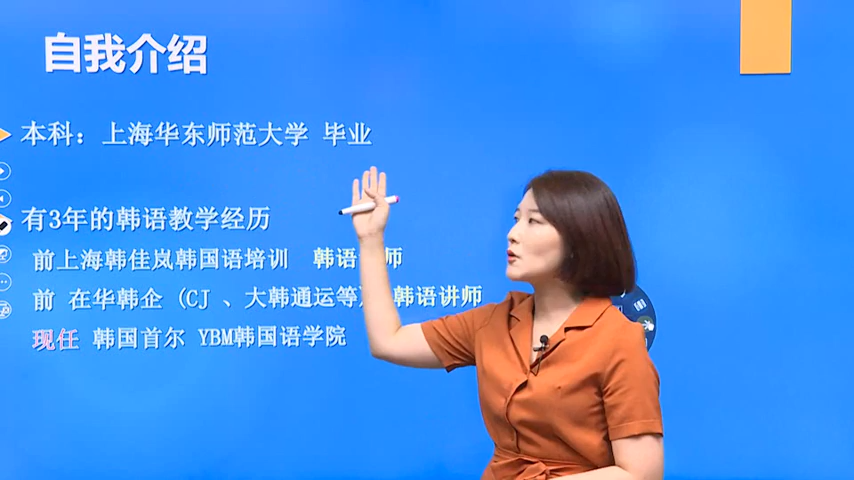 自我介绍
本科：上海华东师范大学 毕业
有3年的韩语教学经历
前上海韩佳岚韩国语培训 韩语 师
前 在华韩企 (CJ 、大韩通运等) 韩语讲师
现任 韩国首尔 YBM韩国语学院